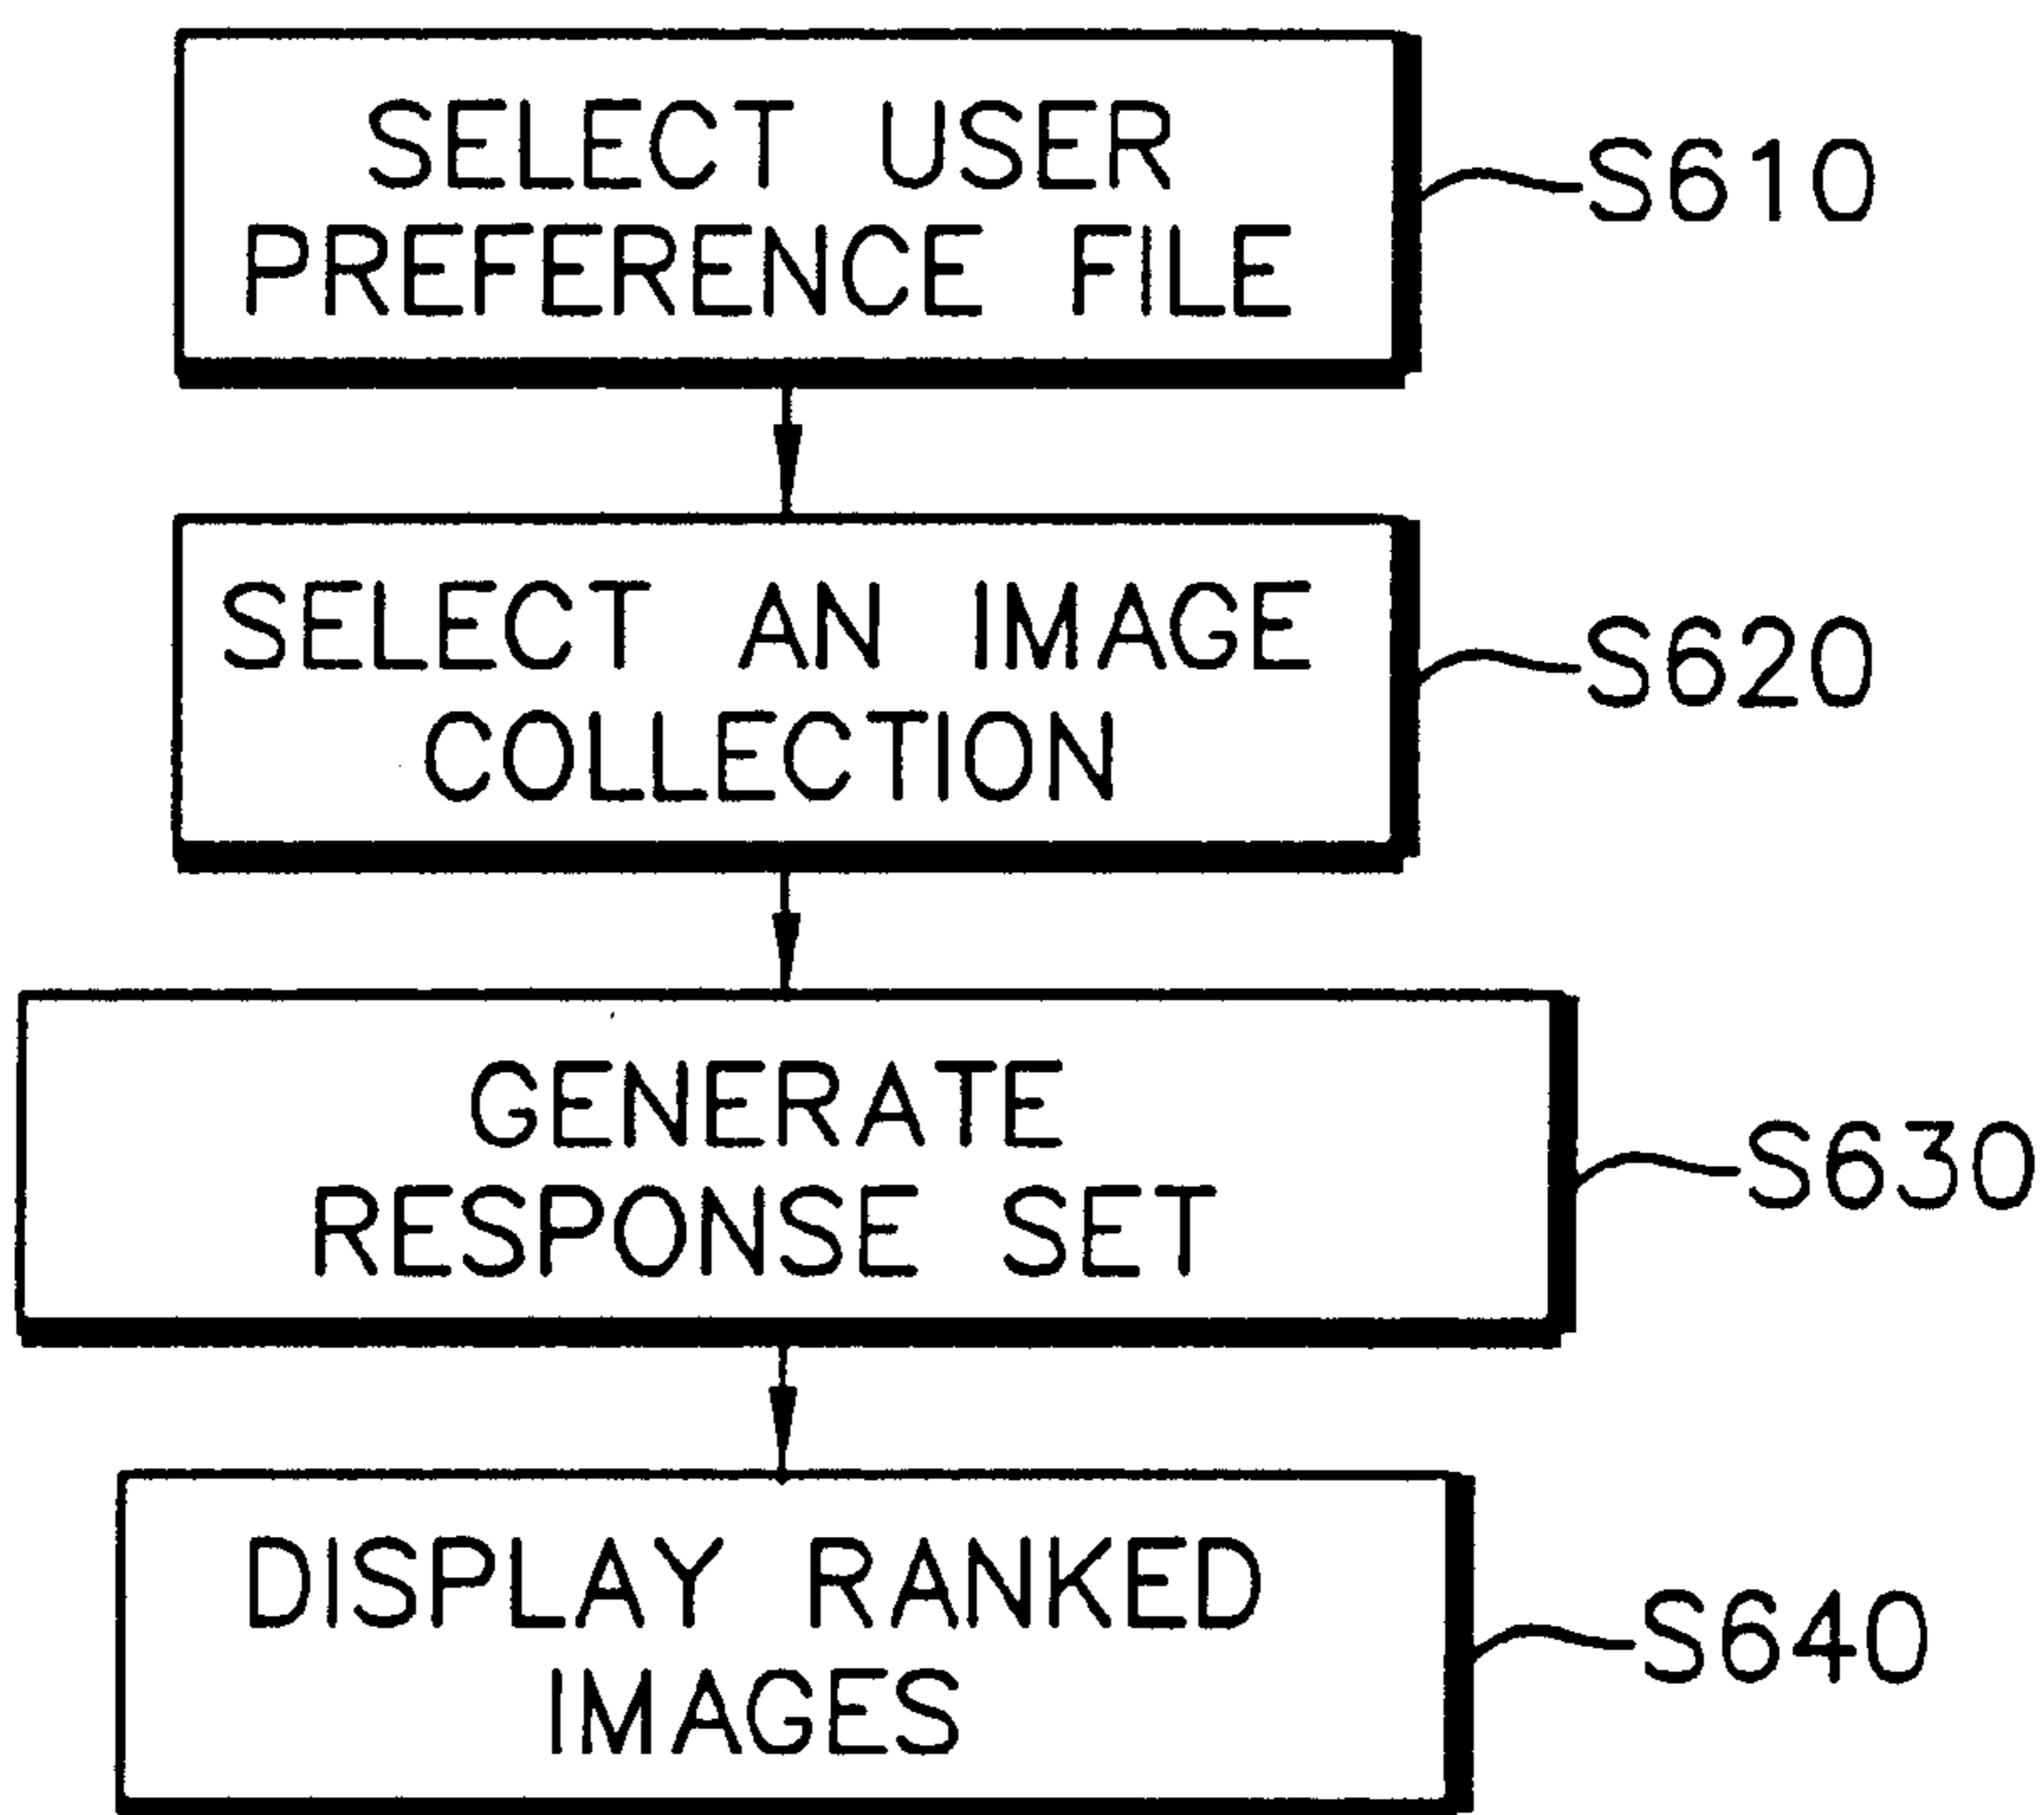 SELECT USER
PREFERENCE FILE
S610
SELECT AN IMAGE
COLLECTION
S620
GENERATE
RESPONSE SET
S630
DISPLAY RANKED
IMAGES
S640